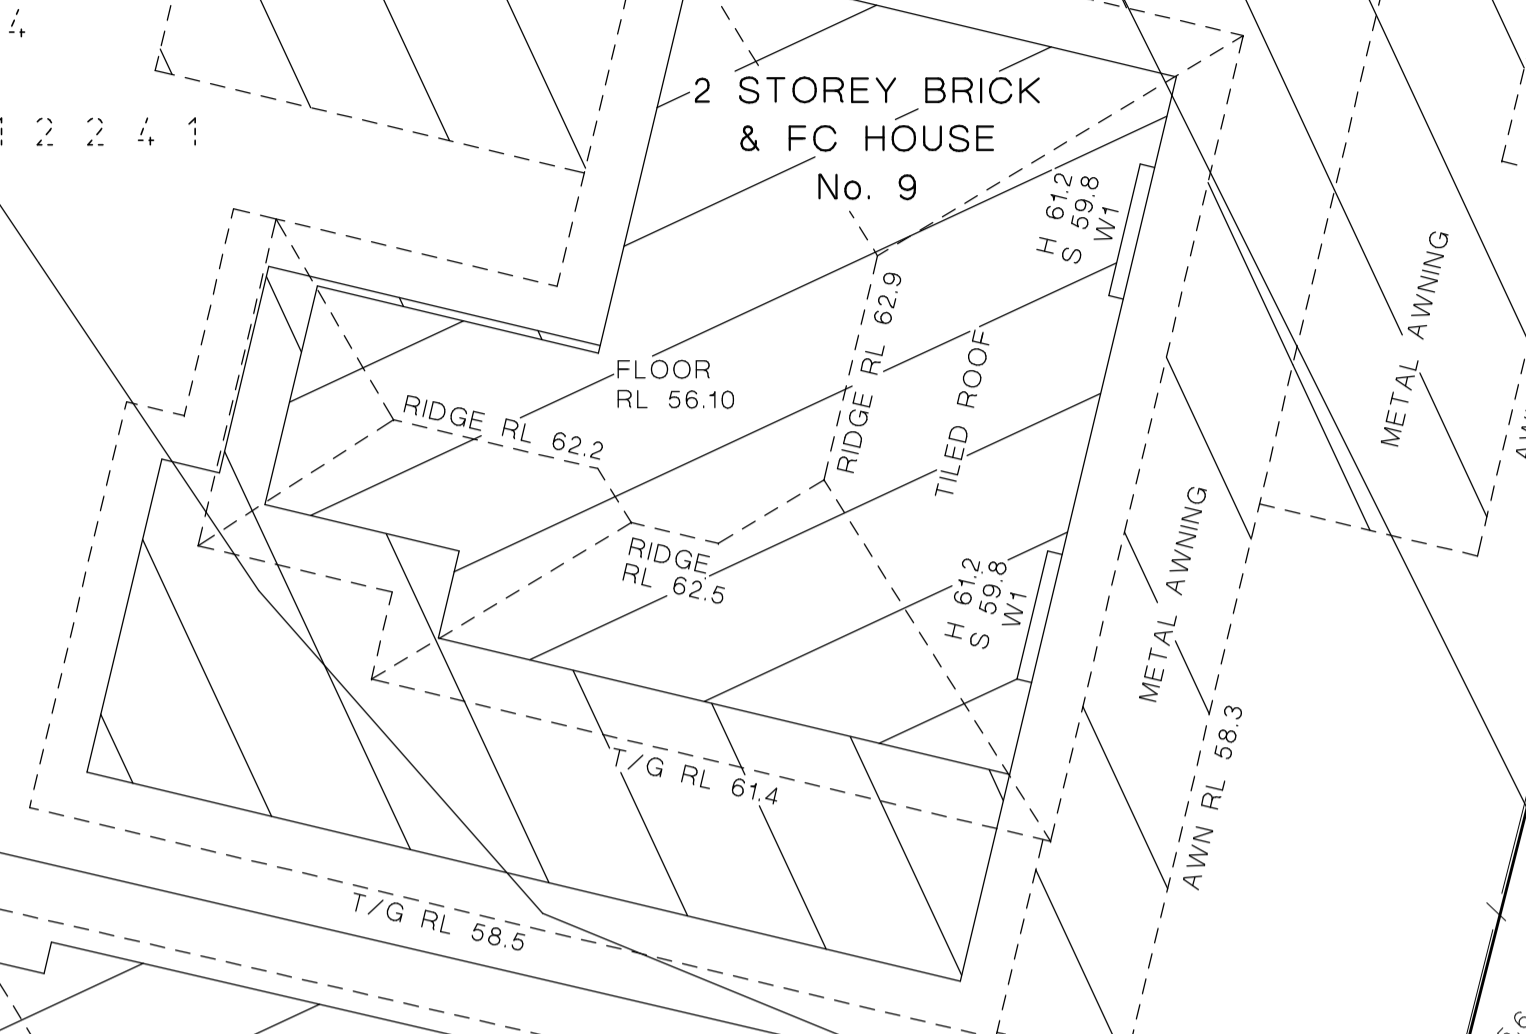 4
1 2 2 4 1
2 STOREY BRICK
& FC HOUSE
No. 9
H 61.2
S 59.8
W1
METAL AWNING
RIDGE RL 62.9
TILED ROOF
FLOOR
RL 56.10
RIDGE RL 62.2
RIDGE
RL 62.5
H 61.2
S 59.8
W1
METAL AWNING
T/G RL 61.4
AWN RL 58.3
T/G RL 58.5